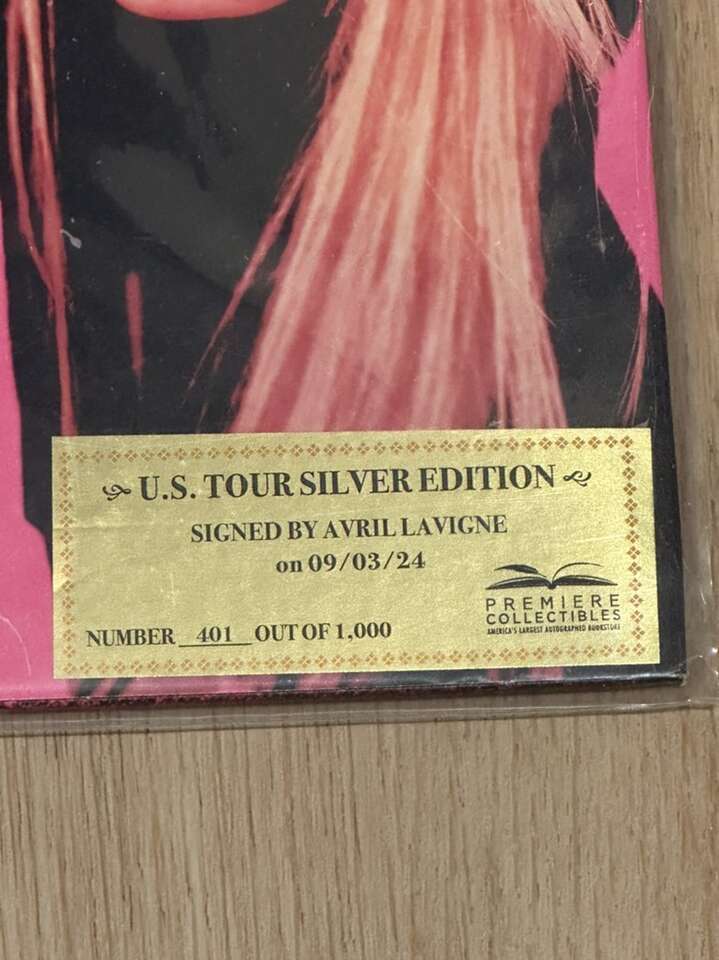 U.S. TOUR SILVER EDITION
SIGNED BY AVRIL LAVIGNE
on 09/03/24
PREMIERE
COLLECTIBLES
AMERICA'S LARGEST AUTOGRAPHED BOOKSTORE
NUMBER 401 OUT OF 1,000